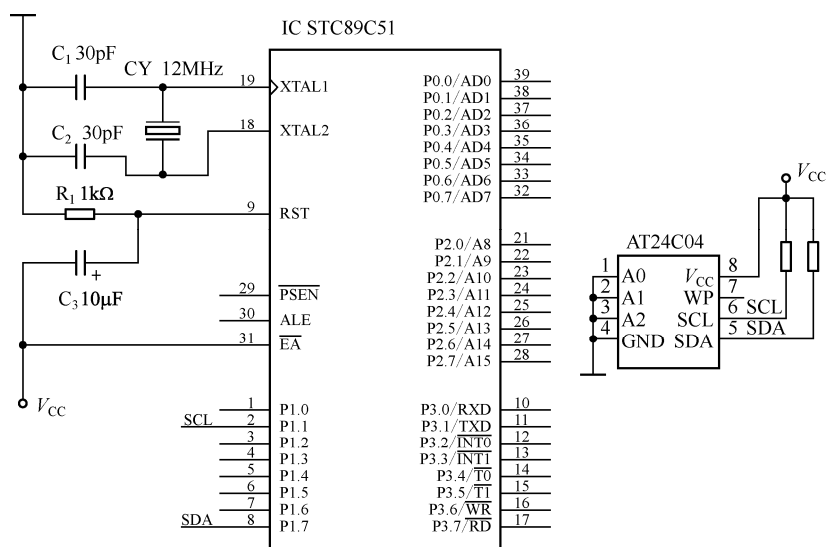 IC STC89C51
C₁ 30pF
CY 12MHz
19 XTAL1
18 XTAL2
C₂ 30pF
R₁ 1kΩ
9 RST
C₃ 10μF
+
29 PSEN
30 ALE
31 EA
VCC
1 P1.0
SCL 2 P1.1
3 P1.2
4 P1.3
5 P1.4
6 P1.5
7 P1.6
SDA 8 P1.7
P0.0/AD0 39
P0.1/AD1 38
P0.2/AD2 37
P0.3/AD3 36
P0.4/AD4 35
P0.5/AD5 34
P0.6/AD6 33
P0.7/AD7 32
P2.0/A8 21
P2.1/A9 22
P2.2/A10 23
P2.3/A11 24
P2.4/A12 25
P2.5/A13 26
P2.6/A14 27
P2.7/A15 28
P3.0/RXD 10
P3.1/TXD 11
P3.2/INT0 12
P3.3/INT1 13
P3.4/T0 14
P3.5/T1 15
P3.6/WR 16
P3.7/RD 17
VCC
AT24C04
1 A0 VCC 8
2 A1 WP 7
3 A2 SCL 6 SCL
4 GND SDA 5 SDA